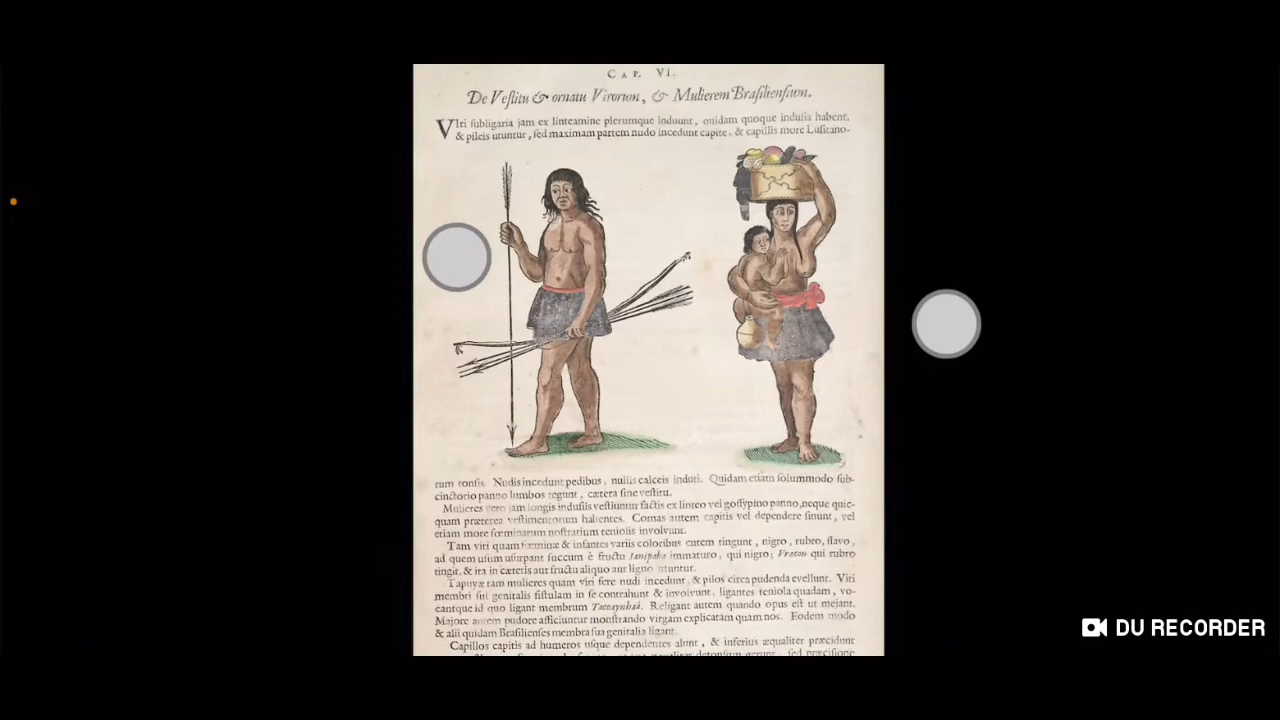 CAP. VI.
De Veſtitu & ornatu Virorum, & Mulierem Braſilienſium.
VIri ſubligaria jam ex linteamine plerumque induunt, quidam quoque induſia habent,
& pileis utuntur, ſed maximam partem nudo incedunt capite, & capillis more Luſitano-
rum tonſis. Nudis incedunt pedibus, nullis calceis induti. Quidam etiam ſolummodo ſub-
cinctorio panno lumbos tegunt, cætera ſine veſtitu.
Mulieres vero jam longis induſiis veſtiuntur factis ex linteo vel goſſypino panno, neque quic-
quam præterea veſtimentorum habentes. Comas autem capitis vel dependere ſinunt, vel
etiam more fœminarum noſtratium teniolis involvunt.
Tam viri quam fœminæ & infantes variis coloribus cutem tingunt, nigro, rubro, flavo,
ad quem uſum uſurpant ſuccum è fructu Ianipaba immaturo, qui nigro; Vrucu qui rubro
tingit, & ita in cæteris aut fructu aliquo aut ligno utuntur.
Tapuyæ tam mulieres quam viri fere nudi incedunt, & pilos circa pudenda evellunt. Viri
membri ſui genitalis fiſtulam in ſe contrahunt & involvunt, ligantes teniola quadam, vo-
cantque id quo ligant membrum Tacoaynhaâ. Religant autem quando opus eſt ut mejant.
Majore autem pudore afficiuntur monſtrando virgam explicatam quam nos. Eodem modo
& alii quidam Braſilienſes membra ſua genitalia ligant.
Capillos capitis ad humeros uſque dependentes alunt, & inferius æqualiter præcidunt
DU RECORDER